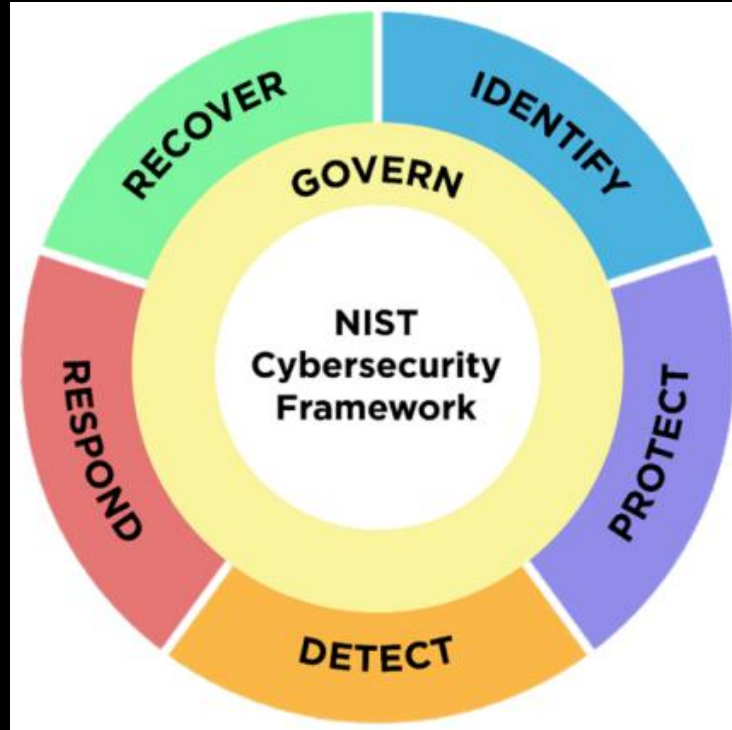 RECOVER
IDENTIFY
GOVERN
NIST
Cybersecurity
Framework
RESPOND
PROTECT
DETECT